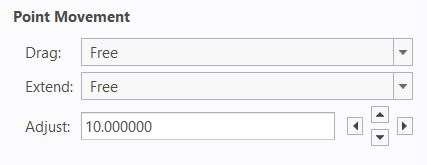 Point Movement
Drag: Free
Extend: Free
Adjust: 10.000000